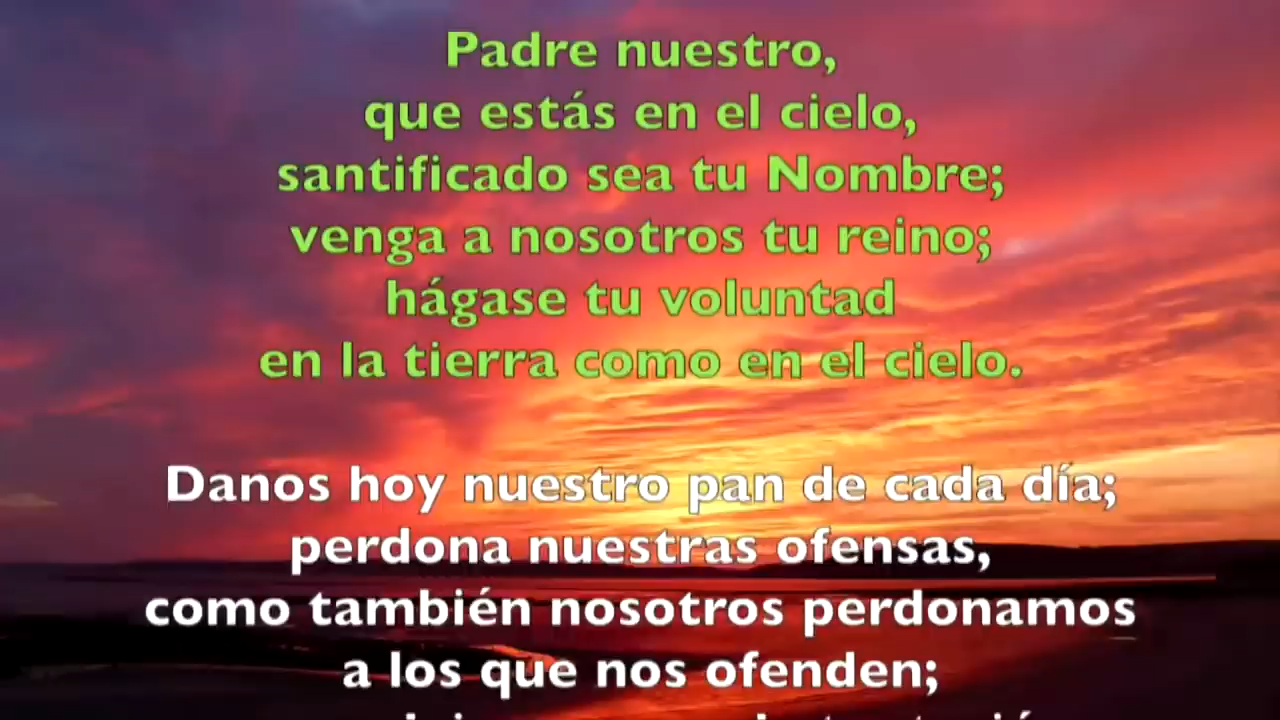 Padre nuestro,
que estás en el cielo,
santificado sea tu Nombre;
venga a nosotros tu reino;
hágase tu voluntad
en la tierra como en el cielo.
Danos hoy nuestro pan de cada día;
perdona nuestras ofensas,
como también nosotros perdonamos
a los que nos ofenden;